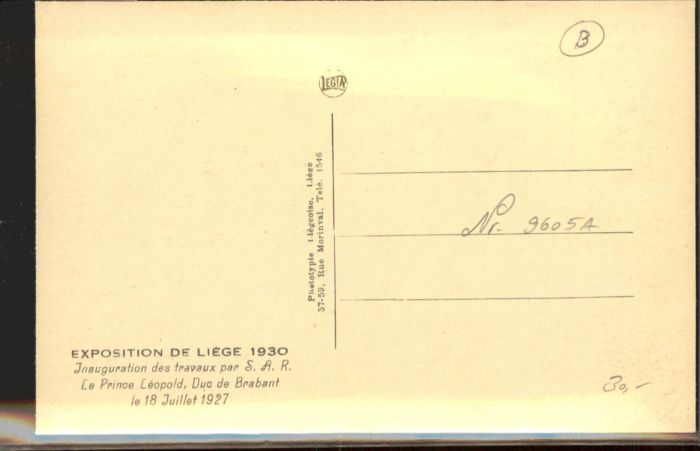 B
LEGIA
Phototypie Liégeoise, Liége
57-59, Rue Morinval, Télé. 1546
Nr. 9605A
EXPOSITION DE LIÈGE 1930
Inauguration des travaux par S. A. R.
Le Prince Léopold, Duc de Brabant
le 18 Juillet 1927
30,-